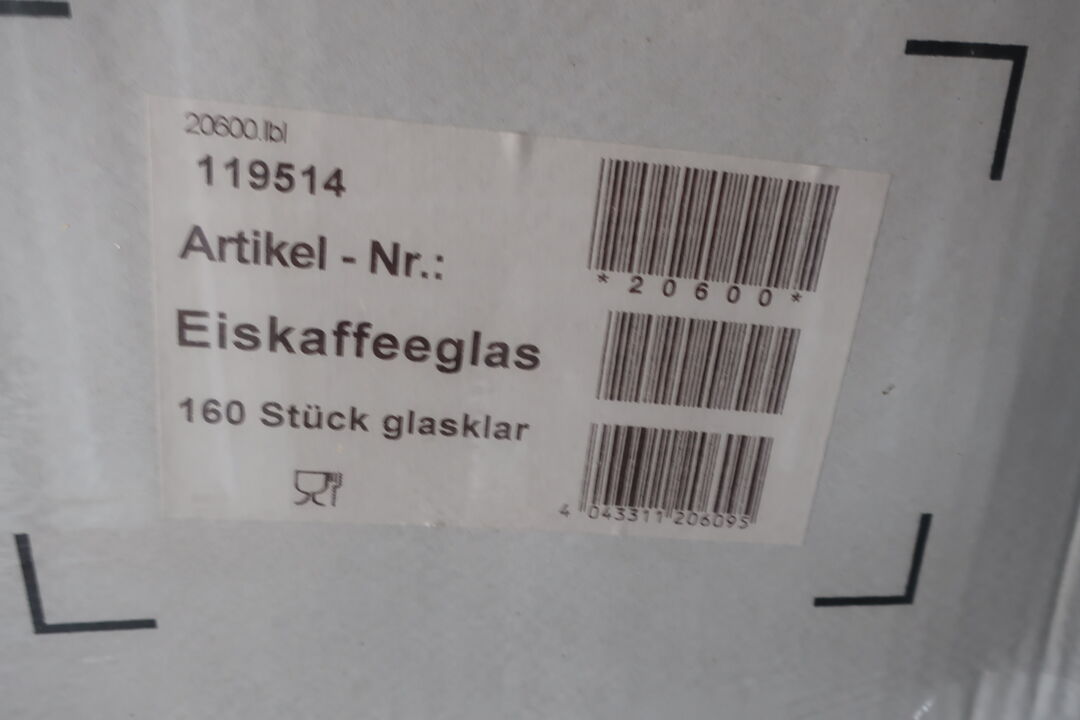 20600.lbl
119514
Artikel - Nr.:
Eiskaffeeglas
160 Stück glasklar
*20600*
4 043311 206095